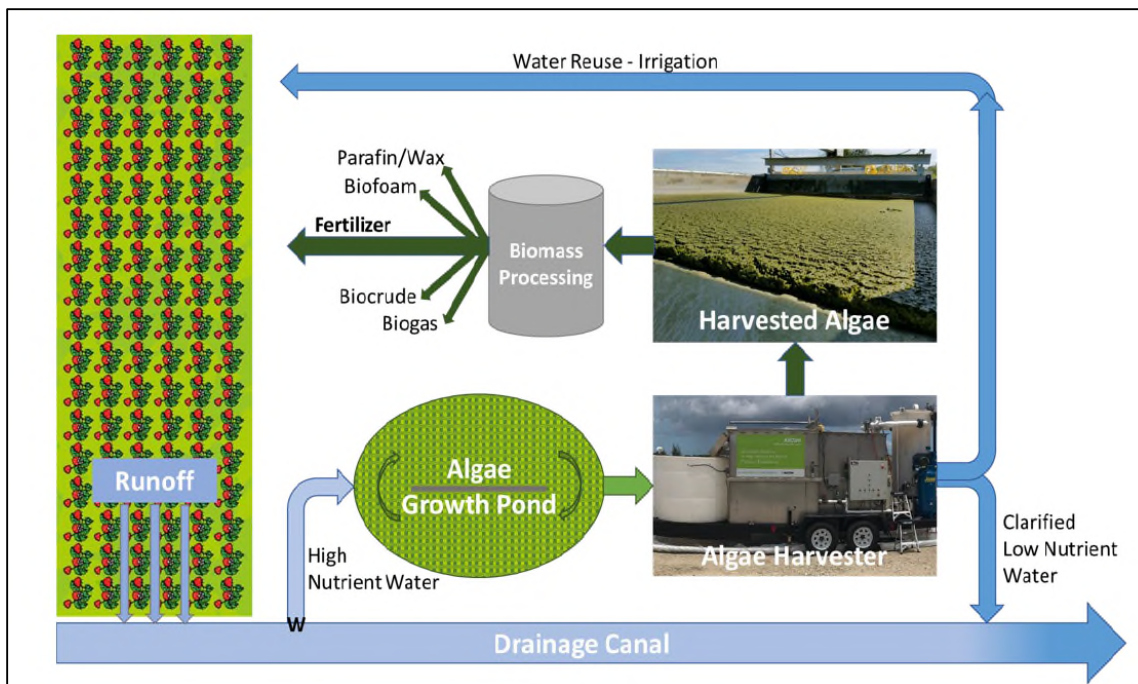 Water Reuse - Irrigation
Parafin/Wax
Biofoam
Fertilizer
Biocrude
Biogas
Biomass
Processing
Harvested Algae
Runoff
High
Nutrient Water
Algae
Growth Pond
Algae Harvester
Clarified
Low Nutrient
Water
W
Drainage Canal